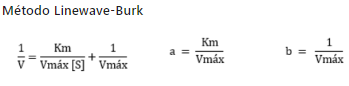 Método Linewave-Burk
1/V = Km/Vmáx [S] + 1/Vmáx    a = Km/Vmáx    b = 1/Vmáx